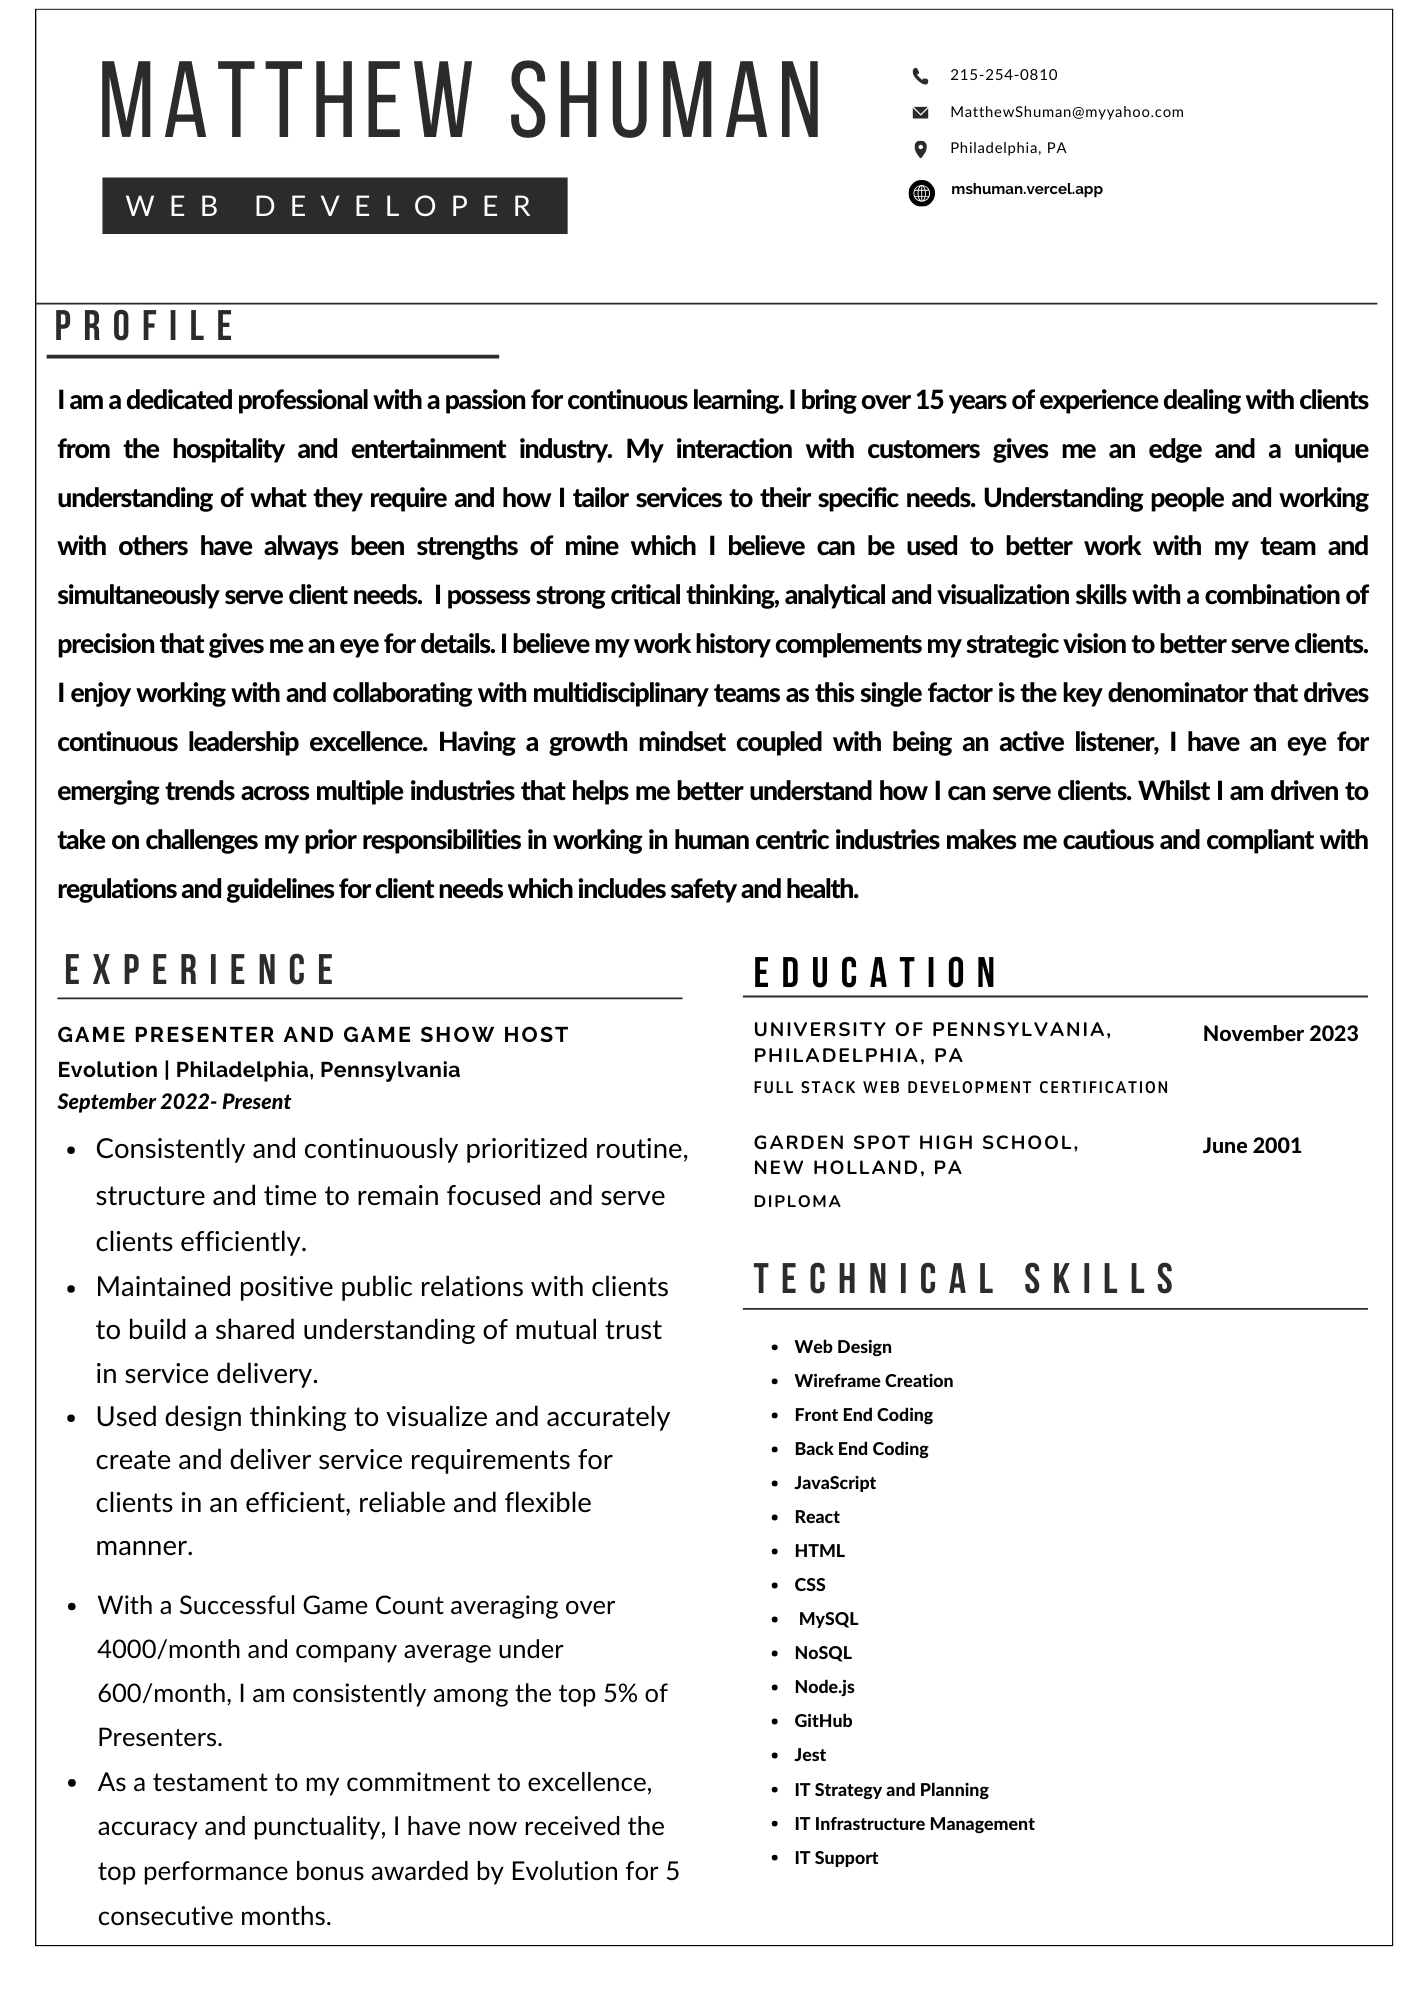 MATTHEW SHUMAN
WEB DEVELOPER
215-254-0810
MatthewShuman@myyahoo.com
Philadelphia, PA
mshuman.vercel.app
PROFILE
I am a dedicated professional with a passion for continuous learning. I bring over 15 years of experience dealing with clients
from the hospitality and entertainment industry. My interaction with customers gives me an edge and a unique
understanding of what they require and how I tailor services to their specific needs. Understanding people and working
with others have always been strengths of mine which I believe can be used to better work with my team and
simultaneously serve client needs.  I possess strong critical thinking, analytical and visualization skills with a combination of
precision that gives me an eye for details. I believe my work history complements my strategic vision to better serve clients.
I enjoy working with and collaborating with multidisciplinary teams as this single factor is the key denominator that drives
continuous leadership excellence. Having a growth mindset coupled with being an active listener, I have an eye for
emerging trends across multiple industries that helps me better understand how I can serve clients. Whilst I am driven to
take on challenges my prior responsibilities in working in human centric industries makes me cautious and compliant with
regulations and guidelines for client needs which includes safety and health.
EXPERIENCE
GAME PRESENTER AND GAME SHOW HOST
Evolution | Philadelphia, Pennsylvania
September 2022- Present
• Consistently and continuously prioritized routine,
structure and time to remain focused and serve
clients efficiently.
• Maintained positive public relations with clients
to build a shared understanding of mutual trust
in service delivery.
• Used design thinking to visualize and accurately
create and deliver service requirements for
clients in an efficient, reliable and flexible
manner.
• With a Successful Game Count averaging over
4000/month and company average under
600/month, I am consistently among the top 5% of
Presenters.
• As a testament to my commitment to excellence,
accuracy and punctuality, I have now received the
top performance bonus awarded by Evolution for 5
consecutive months.
EDUCATION
UNIVERSITY OF PENNSYLVANIA,
PHILADELPHIA, PA
November 2023
FULL STACK WEB DEVELOPMENT CERTIFICATION
GARDEN SPOT HIGH SCHOOL,
NEW HOLLAND, PA
June 2001
DIPLOMA
TECHNICAL SKILLS
• Web Design
• Wireframe Creation
• Front End Coding
• Back End Coding
• JavaScript
• React
• HTML
• CSS
• MySQL
• NoSQL
• Node.js
• GitHub
• Jest
• IT Strategy and Planning
• IT Infrastructure Management
• IT Support